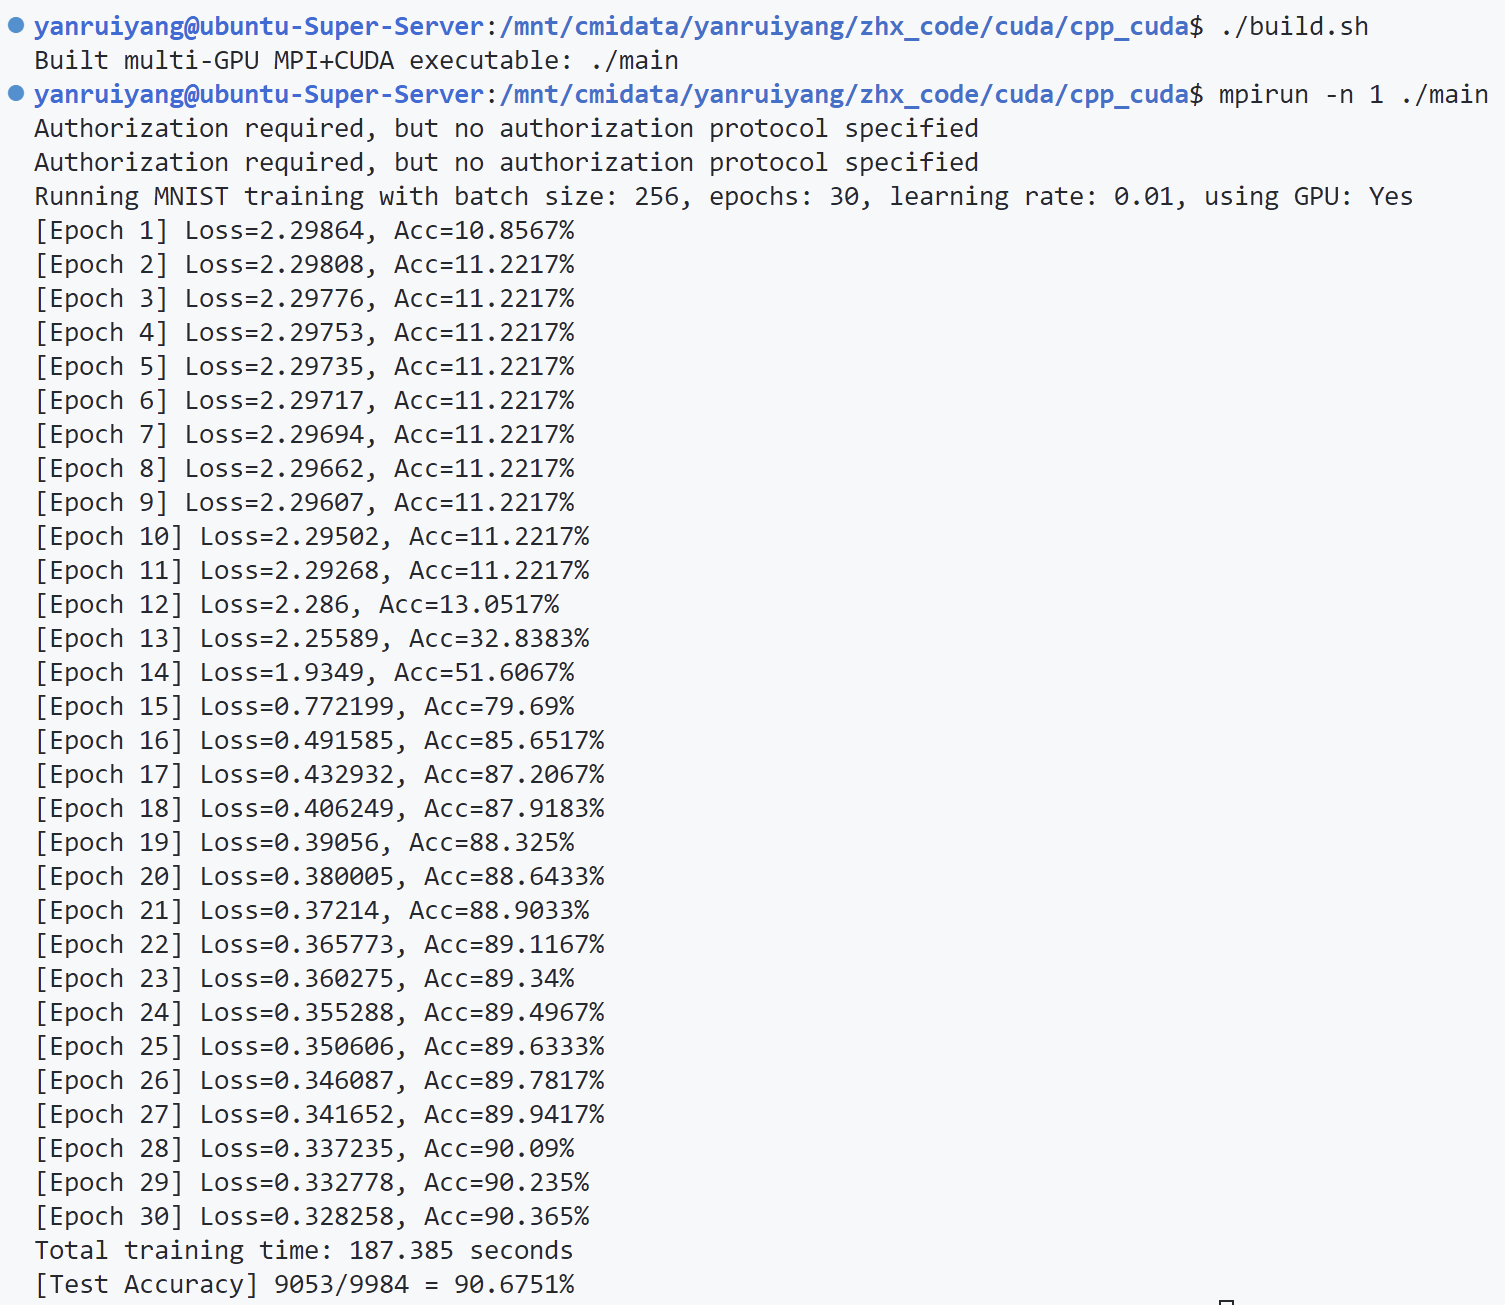 yanruiyang@ubuntu-Super-Server:/mnt/cmidata/yanruiyang/zhx_code/cuda/cpp_cuda$ ./build.sh
Built multi-GPU MPI+CUDA executable: ./main
yanruiyang@ubuntu-Super-Server:/mnt/cmidata/yanruiyang/zhx_code/cuda/cpp_cuda$ mpirun -n 1 ./main
Authorization required, but no authorization protocol specified
Authorization required, but no authorization protocol specified
Running MNIST training with batch size: 256, epochs: 30, learning rate: 0.01, using GPU: Yes
[Epoch 1] Loss=2.29864, Acc=10.8567%
[Epoch 2] Loss=2.29808, Acc=11.2217%
[Epoch 3] Loss=2.29776, Acc=11.2217%
[Epoch 4] Loss=2.29753, Acc=11.2217%
[Epoch 5] Loss=2.29735, Acc=11.2217%
[Epoch 6] Loss=2.29717, Acc=11.2217%
[Epoch 7] Loss=2.29694, Acc=11.2217%
[Epoch 8] Loss=2.29662, Acc=11.2217%
[Epoch 9] Loss=2.29607, Acc=11.2217%
[Epoch 10] Loss=2.29502, Acc=11.2217%
[Epoch 11] Loss=2.29268, Acc=11.2217%
[Epoch 12] Loss=2.286, Acc=13.0517%
[Epoch 13] Loss=2.25589, Acc=32.8383%
[Epoch 14] Loss=1.9349, Acc=51.6067%
[Epoch 15] Loss=0.772199, Acc=79.69%
[Epoch 16] Loss=0.491585, Acc=85.6517%
[Epoch 17] Loss=0.432932, Acc=87.2067%
[Epoch 18] Loss=0.406249, Acc=87.9183%
[Epoch 19] Loss=0.39056, Acc=88.325%
[Epoch 20] Loss=0.380005, Acc=88.6433%
[Epoch 21] Loss=0.37214, Acc=88.9033%
[Epoch 22] Loss=0.365773, Acc=89.1167%
[Epoch 23] Loss=0.360275, Acc=89.34%
[Epoch 24] Loss=0.355288, Acc=89.4967%
[Epoch 25] Loss=0.350606, Acc=89.6333%
[Epoch 26] Loss=0.346087, Acc=89.7817%
[Epoch 27] Loss=0.341652, Acc=89.9417%
[Epoch 28] Loss=0.337235, Acc=90.09%
[Epoch 29] Loss=0.332778, Acc=90.235%
[Epoch 30] Loss=0.328258, Acc=90.365%
Total training time: 187.385 seconds
[Test Accuracy] 9053/9984 = 90.6751%